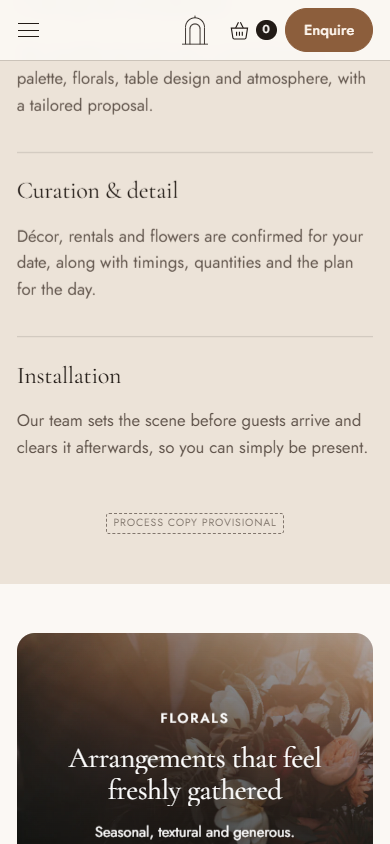 0
Enquire
palette, florals, table design and atmosphere, with
a tailored proposal.
Curation & detail
Décor, rentals and flowers are confirmed for your
date, along with timings, quantities and the plan
for the day.
Installation
Our team sets the scene before guests arrive and
clears it afterwards, so you can simply be present.
PROCESS COPY PROVISIONAL
FLORALS
Arrangements that feel
freshly gathered
Seasonal, textural and generous.